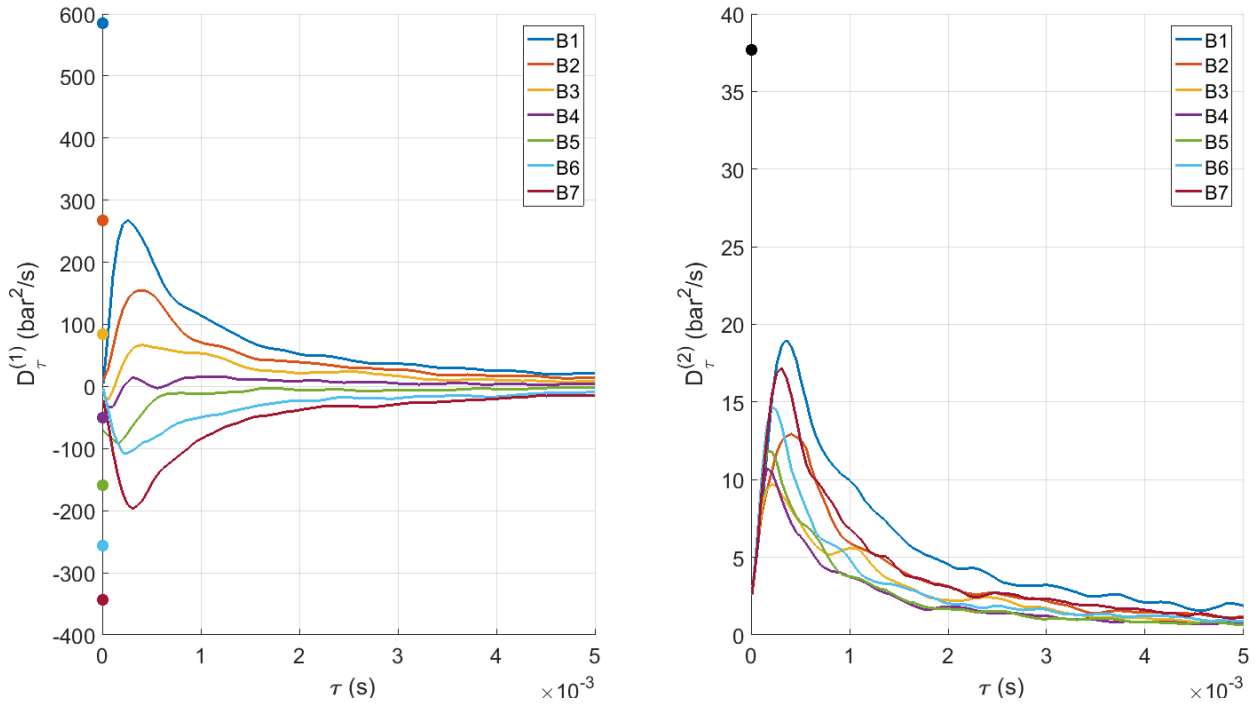 600
500
400
300
200
100
0
-100
-200
-300
-400
D_τ^(1) (bar²/s)
0 1 2 3 4 5
τ (s)
×10⁻³
B1
B2
B3
B4
B5
B6
B7
40
35
30
25
20
15
10
5
0
D_τ^(2) (bar²/s)
0 1 2 3 4 5
τ (s)
×10⁻³
B1
B2
B3
B4
B5
B6
B7